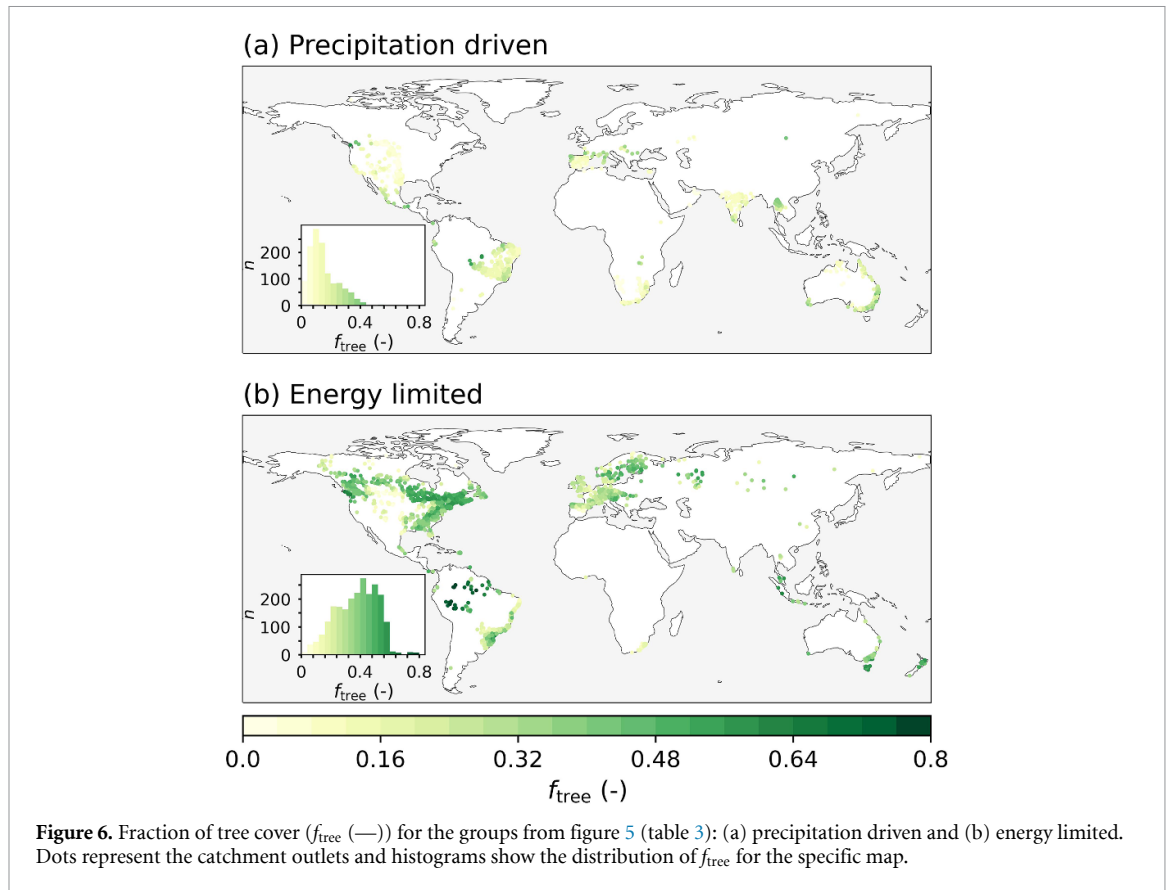 (a) Precipitation driven
n
200
100
0
0
0.4
0.8
f_tree (-)
(b) Energy limited
n
200
100
0
0
0.4
0.8
f_tree (-)
0.0
0.16
0.32
0.48
0.64
0.8
f_tree (-)
Figure 6. Fraction of tree cover (f_tree (—)) for the groups from figure 5 (table 3): (a) precipitation driven and (b) energy limited.
Dots represent the catchment outlets and histograms show the distribution of f_tree for the specific map.